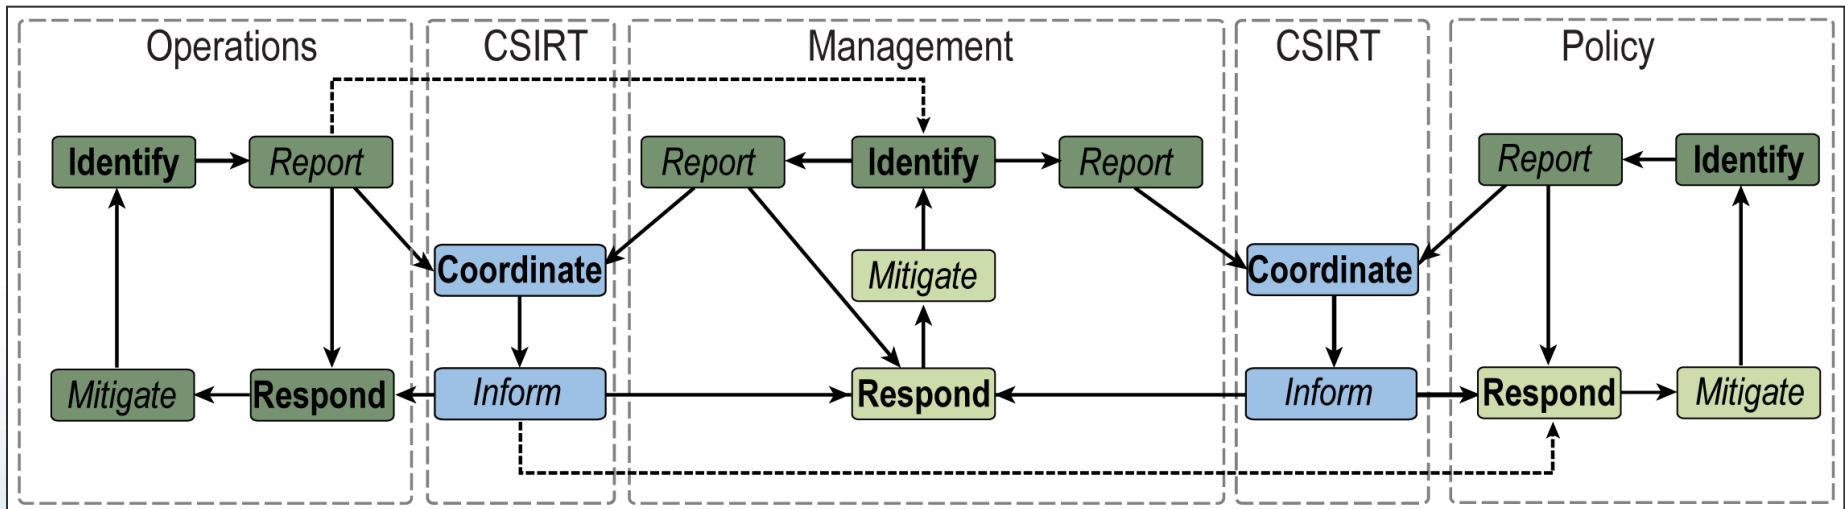 Operations
CSIRT
Management
CSIRT
Policy
Identify
Report
Report
Identify
Report
Report
Identify
Coordinate
Mitigate
Coordinate
Mitigate
Respond
Inform
Respond
Inform
Respond
Mitigate